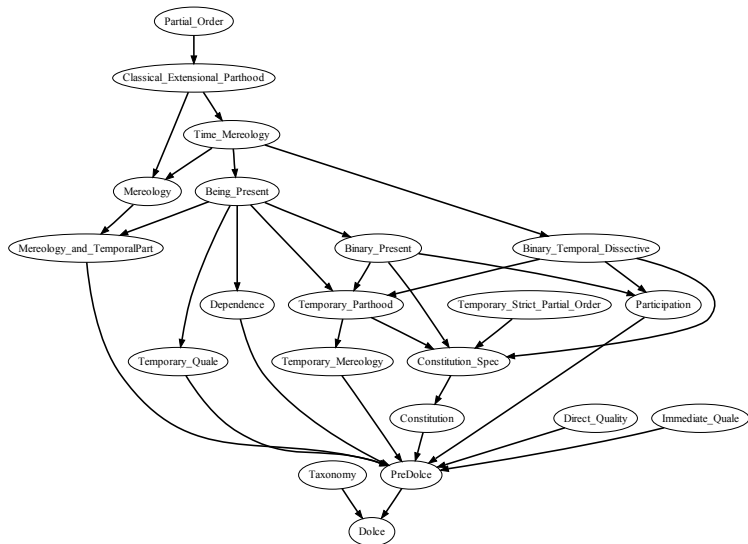 Partial_Order
Classical_Extensional_Parthood
Time_Mereology
Mereology
Being_Present
Mereology_and_TemporalPart
Binary_Present
Binary_Temporal_Dissective
Dependence
Temporary_Parthood
Temporary_Strict_Partial_Order
Participation
Temporary_Quale
Temporary_Mereology
Constitution_Spec
Constitution
Direct_Quality
Immediate_Quale
Taxonomy
PreDolce
Dolce